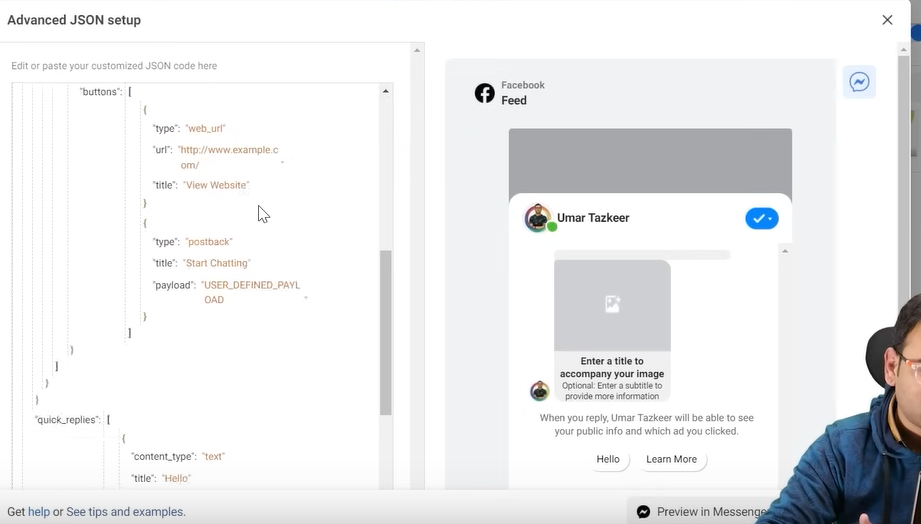 Advanced JSON setup
Edit or paste your customized JSON code here
"buttons": [
{
"type": "web_url"
"url": "http://www.example.c
om/ "
"title": "View Website"
}
{
"type": "postback"
"title": "Start Chatting"
"payload": "USER_DEFINED_PAYL
OAD "
}
]
}
]
}
}
"quick_replies": [
{
"content_type": "text"
"title": "Hello"
Get help or See tips and examples.
Facebook
Feed
Umar Tazkeer
Enter a title to
accompany your image
Optional: Enter a subtitle to
provide more information
When you reply, Umar Tazkeer will be able to see
your public info and which ad you clicked.
Hello
Learn More
Preview in Messenge